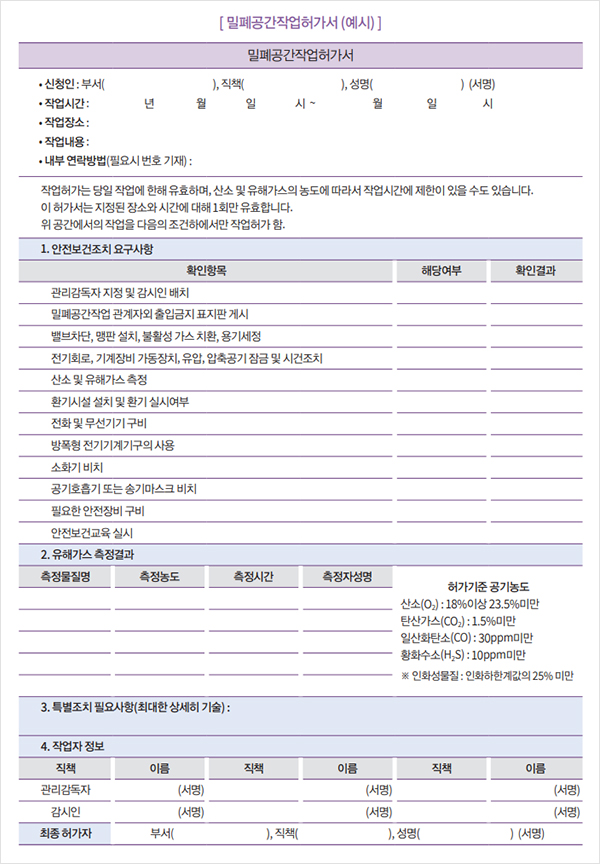 [ 밀폐공간작업허가서 (예시) ]
밀폐공간작업허가서
• 신청인 : 부서( ), 직책( ), 성명( ) (서명)
• 작업시간 : 년 월 일 시 ~ 월 일 시
• 작업장소 :
• 작업내용 :
• 내부 연락방법(필요시 번호 기재) :
작업허가는 당일 작업에 한해 유효하며, 산소 및 유해가스의 농도에 따라서 작업시간에 제한이 있을 수도 있습니다.
이 허가서는 지정된 장소와 시간에 대해 1회만 유효합니다.
위 공간에서의 작업을 다음의 조건하에서만 작업허가 함.
1. 안전보건조치 요구사항
확인항목 해당여부 확인결과
관리감독자 지정 및 감시인 배치
밀폐공간작업 관계자외 출입금지 표지판 게시
밸브차단, 맹판 설치, 불활성 가스 치환, 용기세정
전기회로, 기계장비 가동장치, 유압, 압축공기 잠금 및 시건조치
산소 및 유해가스 측정
환기시설 설치 및 환기 실시여부
전화 및 무선기기 구비
방폭형 전기기계기구의 사용
소화기 비치
공기호흡기 또는 송기마스크 비치
필요한 안전장비 구비
안전보건교육 실시
2. 유해가스 측정결과
측정물질명 측정농도 측정시간 측정자성명
허가기준 공기농도
산소(O₂) : 18%이상 23.5%미만
탄산가스(CO₂) : 1.5%미만
일산화탄소(CO) : 30ppm미만
황화수소(H₂S) : 10ppm미만
※ 인화성물질 : 인화하한계값의 25% 미만
3. 특별조치 필요사항(최대한 상세히 기술) :
4. 작업자 정보
직책 이름 직책 이름 직책 이름
관리감독자 (서명) (서명) (서명)
감시인 (서명) (서명) (서명)
최종 허가자 부서( ), 직책( ), 성명( ) (서명)